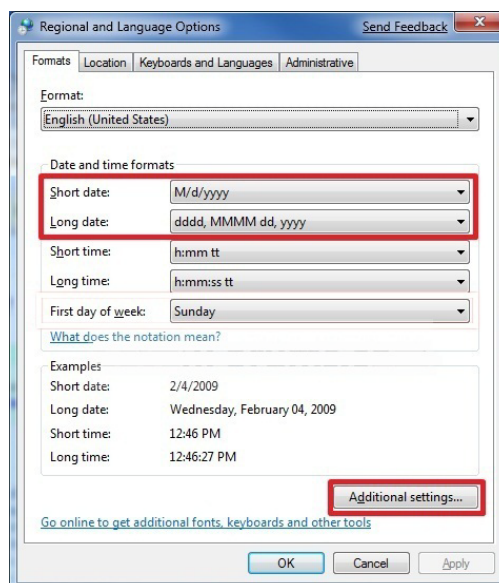 Regional and Language Options Send Feedback
Formats Location Keyboards and Languages Administrative
Format:
English (United States)
Date and time formats
Short date: M/d/yyyy
Long date: dddd, MMMM dd, yyyy
Short time: h:mm tt
Long time: h:mm:ss tt
First day of week: Sunday
What does the notation mean?
Examples
Short date: 2/4/2009
Long date: Wednesday, February 04, 2009
Short time: 12:46 PM
Long time: 12:46:27 PM
Additional settings...
Go online to get additional fonts, keyboards and other tools
OK Cancel Apply